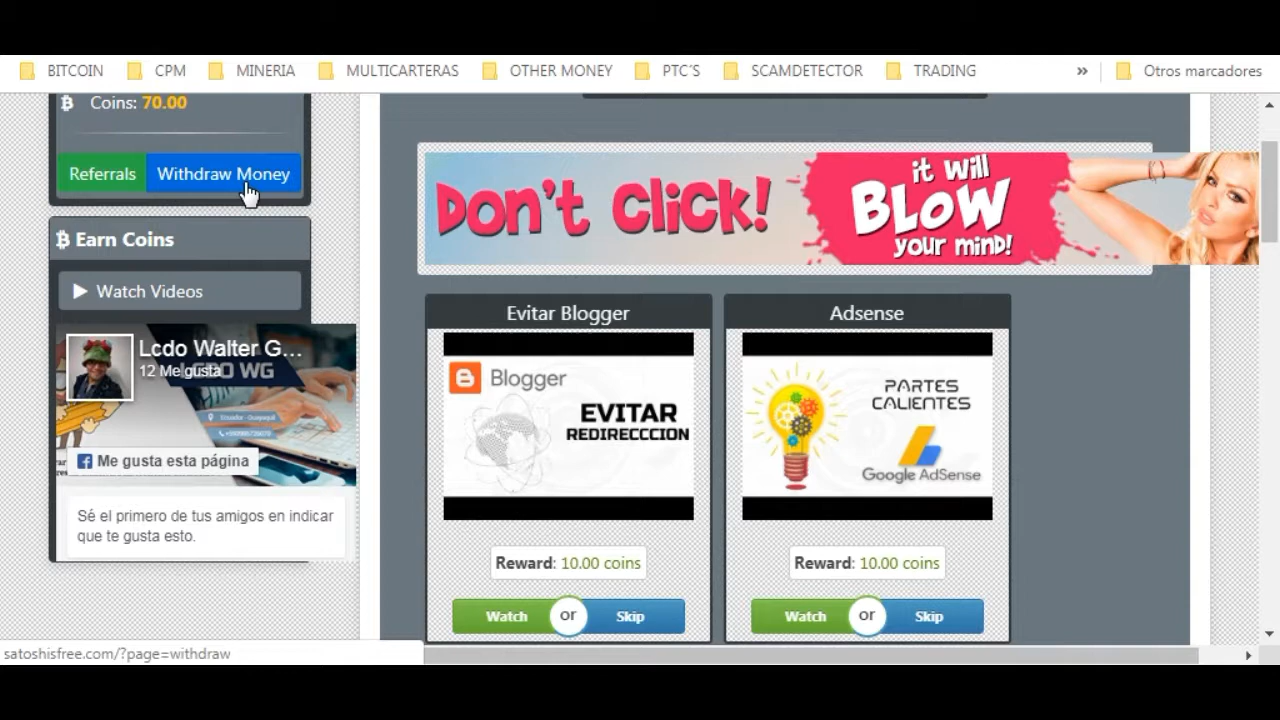 BITCOIN CPM MINERIA MULTICARTERAS OTHER MONEY PTC'S SCAMDETECTOR TRADING » Otros marcadores
Coins: 70.00
Referrals Withdraw Money
Earn Coins
Watch Videos
Lcdo Walter G...
12 Me gusta
LCDO WG
Ecuador - Guayaquil
Me gusta esta página
Sé el primero de tus amigos en indicar
que te gusta esto.
Don't Click!
it will
BLOW
your mind!
Evitar Blogger
Blogger
EVITAR
REDIRECCCION
Reward: 10.00 coins
Watch or Skip
Adsense
PARTES
CALIENTES
Google AdSense
Reward: 10.00 coins
Watch or Skip
satoshisfree.com/?page=withdraw